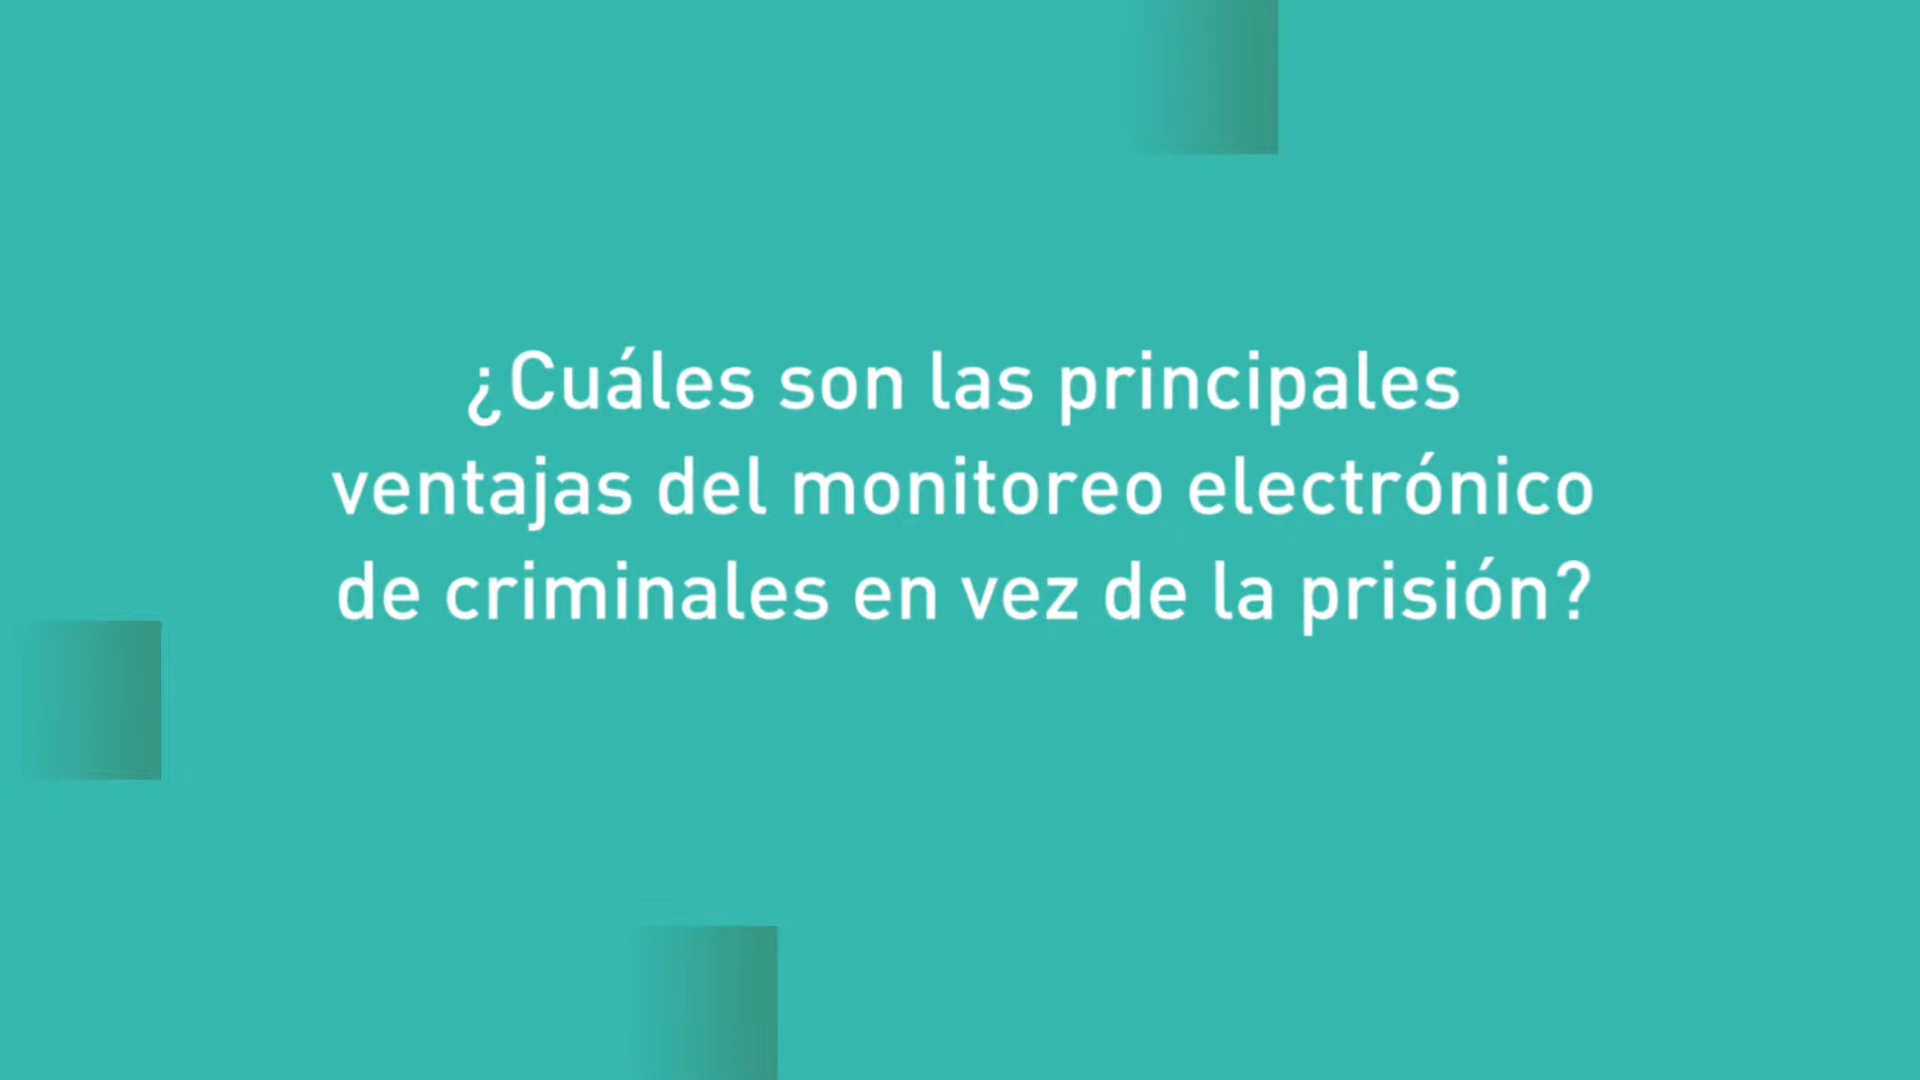 ¿Cuáles son las principales
ventajas del monitoreo electrónico
de criminales en vez de la prisión?